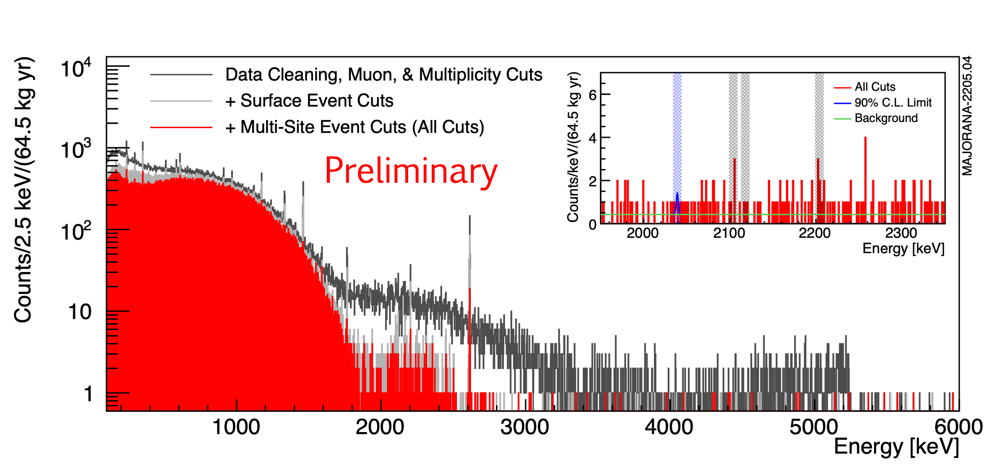 Counts/2.5 keV/(64.5 kg yr)
10⁴
10³
10²
10
1
Data Cleaning, Muon, & Multiplicity Cuts
+ Surface Event Cuts
+ Multi-Site Event Cuts (All Cuts)
Preliminary
Counts/keV/(64.5 kg yr)
6
4
2
0
All Cuts
90% C.L. Limit
Background
2000 2100 2200 2300
Energy [keV]
MAJORANA-2205.04
1000 2000 3000 4000 5000 6000
Energy [keV]